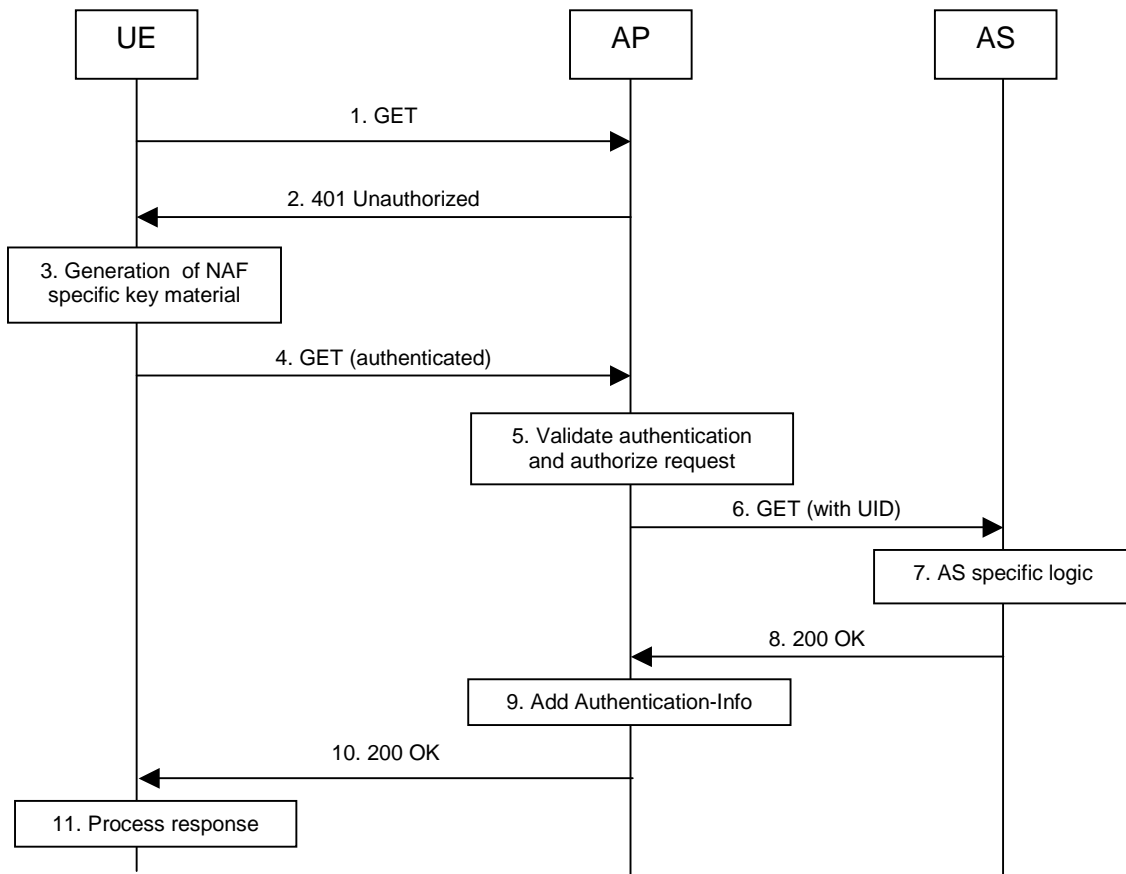 UE
AP
AS
1. GET
2. 401 Unauthorized
3. Generation of NAF
specific key material
4. GET (authenticated)
5. Validate authentication
and authorize request
6. GET (with UID)
7. AS specific logic
8. 200 OK
9. Add Authentication-Info
10. 200 OK
11. Process response